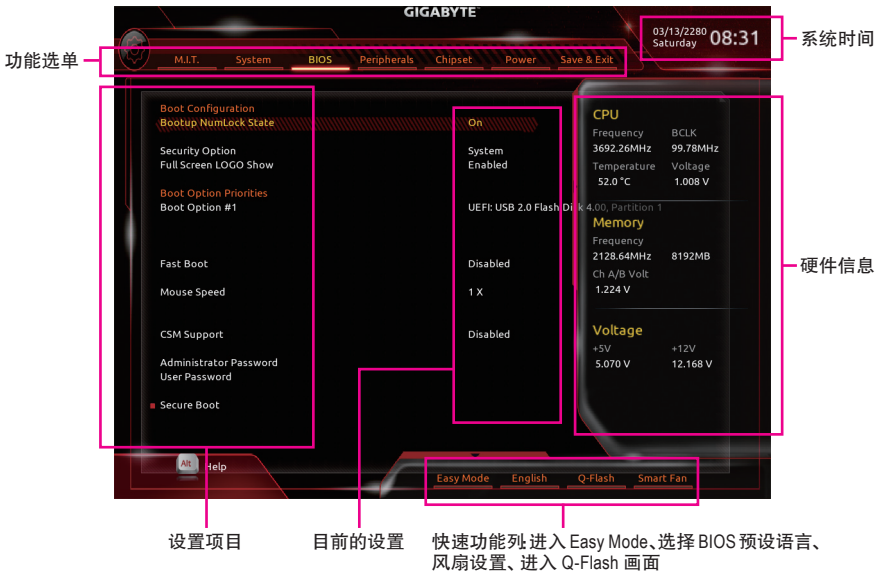 GIGABYTE
03/13/2280
Saturday 08:31
系统时间
功能选单
M.I.T. System BIOS Peripherals Chipset Power Save & Exit
Boot Configuration
Bootup NumLock State On
Security Option System
Full Screen LOGO Show Enabled
Boot Option Priorities
Boot Option #1 UEFI: USB 2.0 Flash Disk 4.00, Partition 1
Fast Boot Disabled
Mouse Speed 1 X
CSM Support Disabled
Administrator Password
User Password
Secure Boot
CPU
Frequency BCLK
3692.26MHz 99.78MHz
Temperature Voltage
52.0 °C 1.008 V
Memory
Frequency
2128.64MHz 8192MB
Ch A/B Volt
1.224 V
Voltage
+5V +12V
5.070 V 12.168 V
硬件信息
Alt Help
Easy Mode English Q-Flash Smart Fan
设置项目
目前的设置
快速功能列:进入 Easy Mode、选择 BIOS 预设语言、
风扇设置、进入 Q-Flash 画面